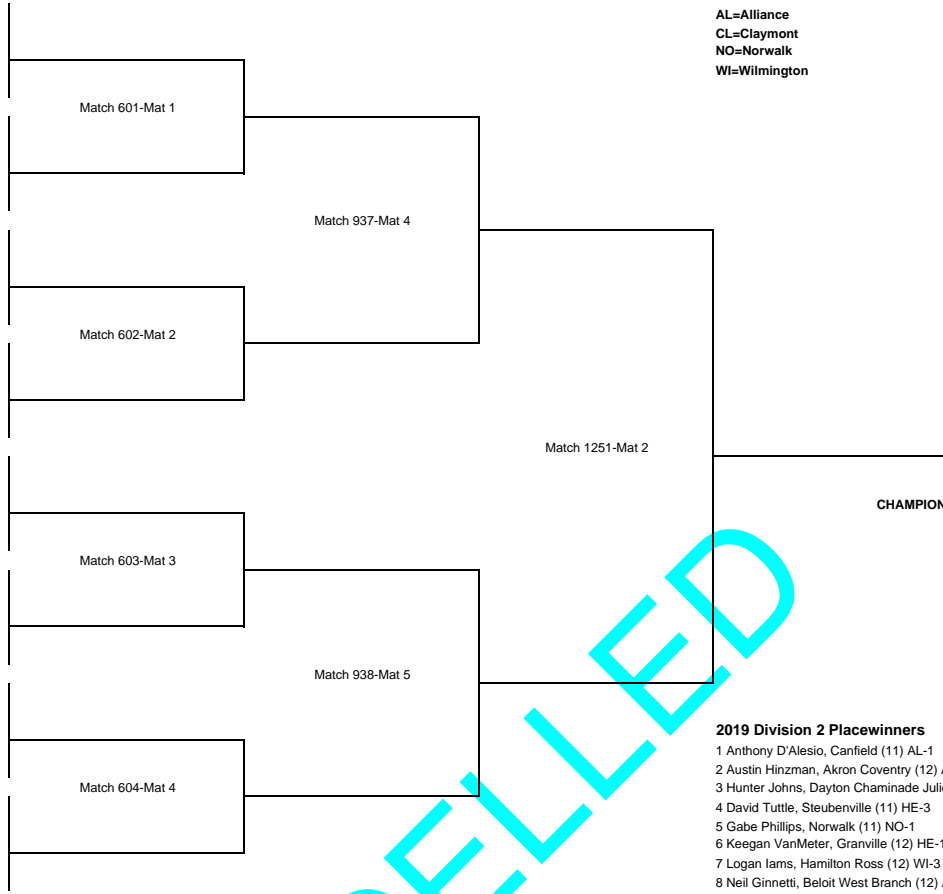 AL=Alliance
CL=Claymont
NO=Norwalk
WI=Wilmington
Match 601-Mat 1
Match 937-Mat 4
Match 602-Mat 2
Match 1251-Mat 2
CHAMPION
Match 603-Mat 3
Match 938-Mat 5
Match 604-Mat 4
ELLED
2019 Division 2 Placewinners
1 Anthony D'Alesio, Canfield (11) AL-1
2 Austin Hinzman, Akron Coventry (12)
3 Hunter Johns, Dayton Chaminade
4 David Tuttle, Steubenville (11) HE-3
5 Gabe Phillips, Norwalk (11) NO-1
6 Keegan VanMeter, Granville (12) HE-1
7 Logan Iams, Hamilton Ross (12) WI-3
8 Neil Ginnetti, Beloit West Branch (12)